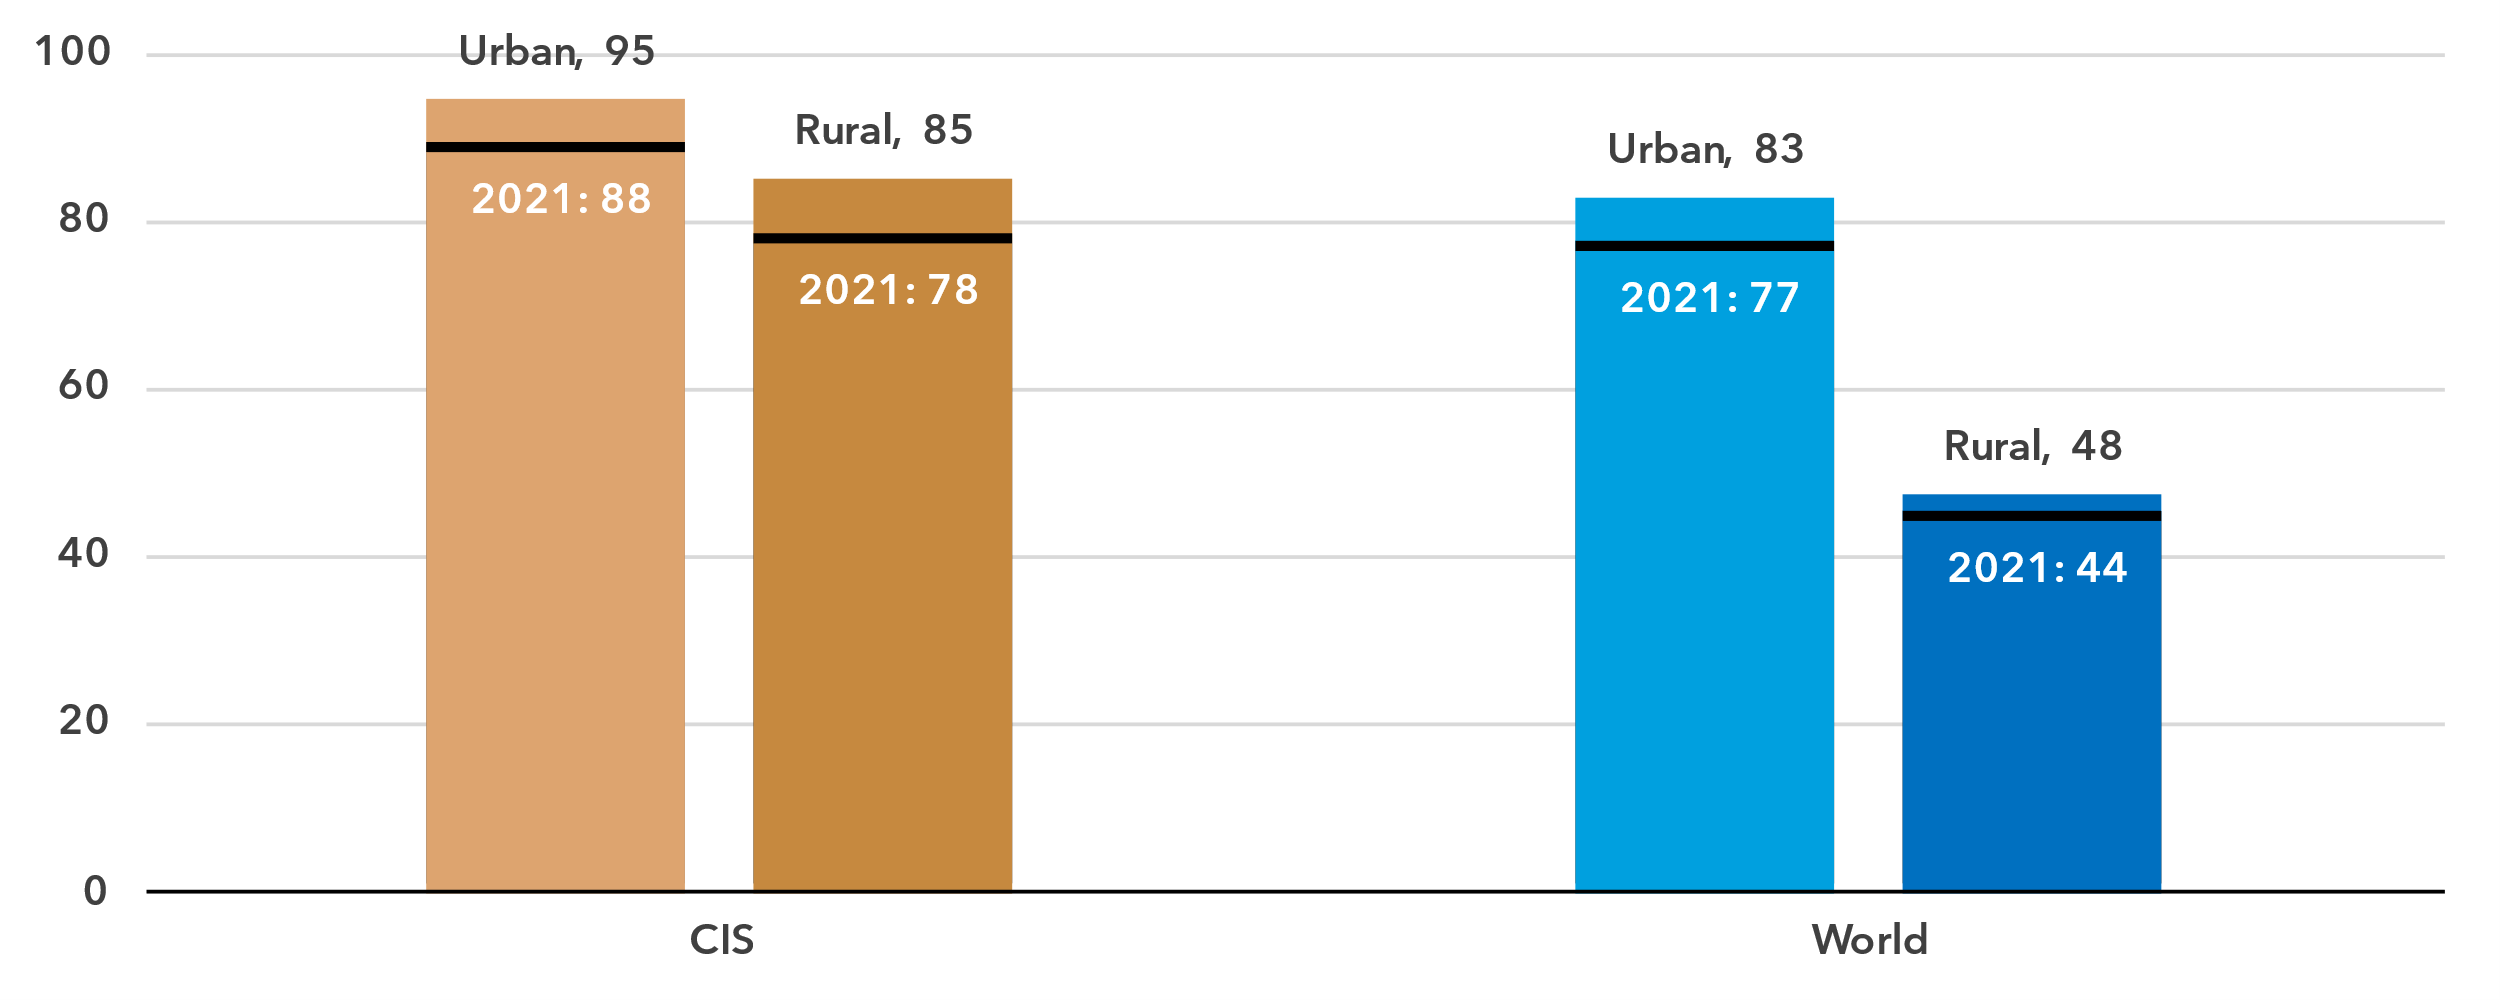 100
80
60
40
20
0
Urban, 95
2021: 88
Rural, 85
2021: 78
Urban, 83
2021: 77
Rural, 48
2021: 44
CIS
World